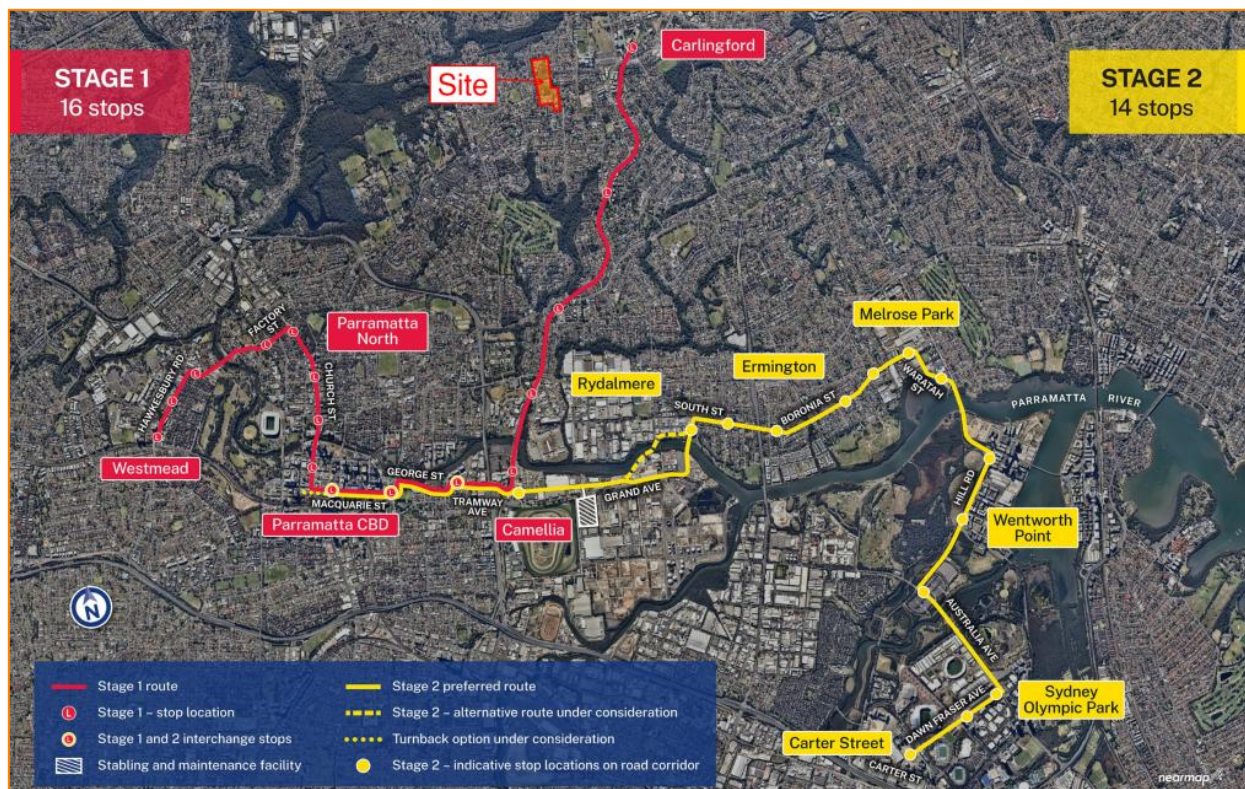 STAGE 1
16 stops
Site
Carlingford
STAGE 2
14 stops
Parramatta
North
FACTORY ST
HAWKESBURY RD
CHURCH ST
Westmead
Melrose Park
Ermington
Rydalmere
WARATAH ST
PARRAMATTA RIVER
BORONIA ST
SOUTH ST
GEORGE ST
MACQUARIE ST
TRAMWAY
AVE
GRAND AVE
Parramatta CBD
Camellia
HILL RD
Wentworth
Point
AUSTRALIA AVE
Sydney
Olympic Park
DAWN FRASER AVE
Carter Street
CARTER ST
N
Stage 1 route
Stage 1 – stop location
Stage 1 and 2 interchange stops
Stabling and maintenance facility
Stage 2 preferred route
Stage 2 – alternative route under consideration
Turnback option under consideration
Stage 2 – indicative stop locations on road corridor
nearmap